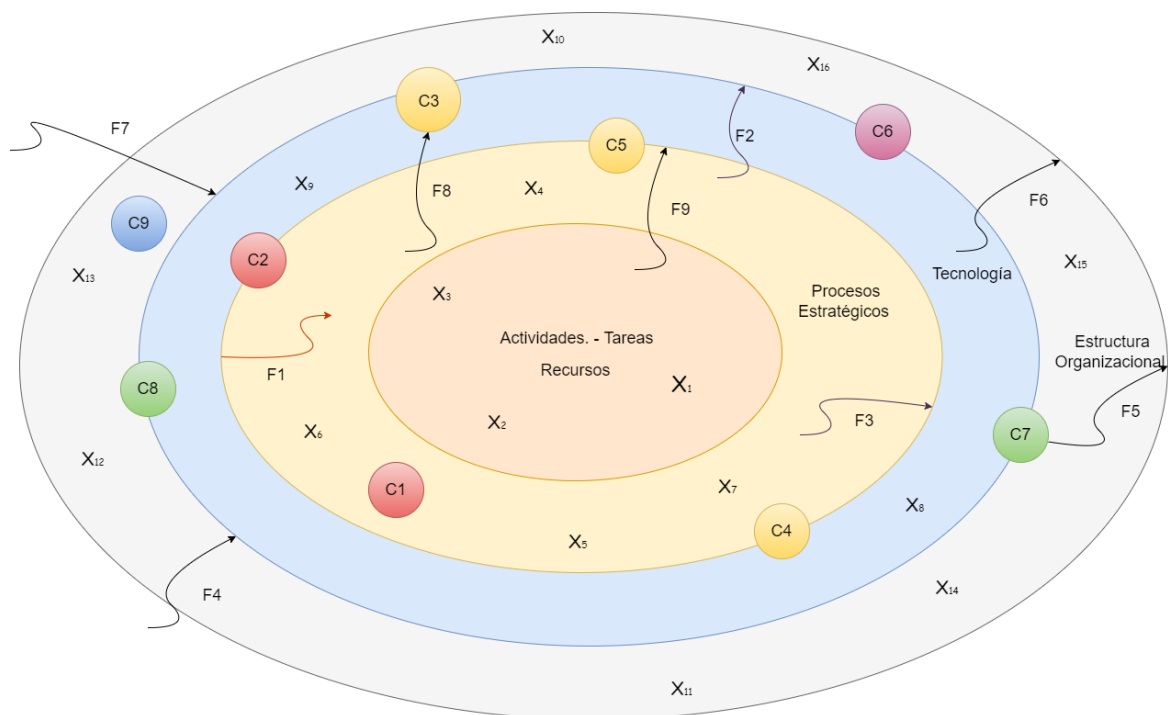 X₁₀
X₁₆
C3
F7
C6
F2
C5
X₉
X₄
F8
F6
F9
C9
C2
X₁₃
X₁₅
Tecnología
X₃
Procesos
Estratégicos
Actividades. - Tareas
Recursos
Estructura
Organizacional
F1
C8
X₁
F5
X₂
F3
X₆
C7
X₁₂
X₇
C1
X₈
C4
X₅
X₁₄
F4
X₁₁